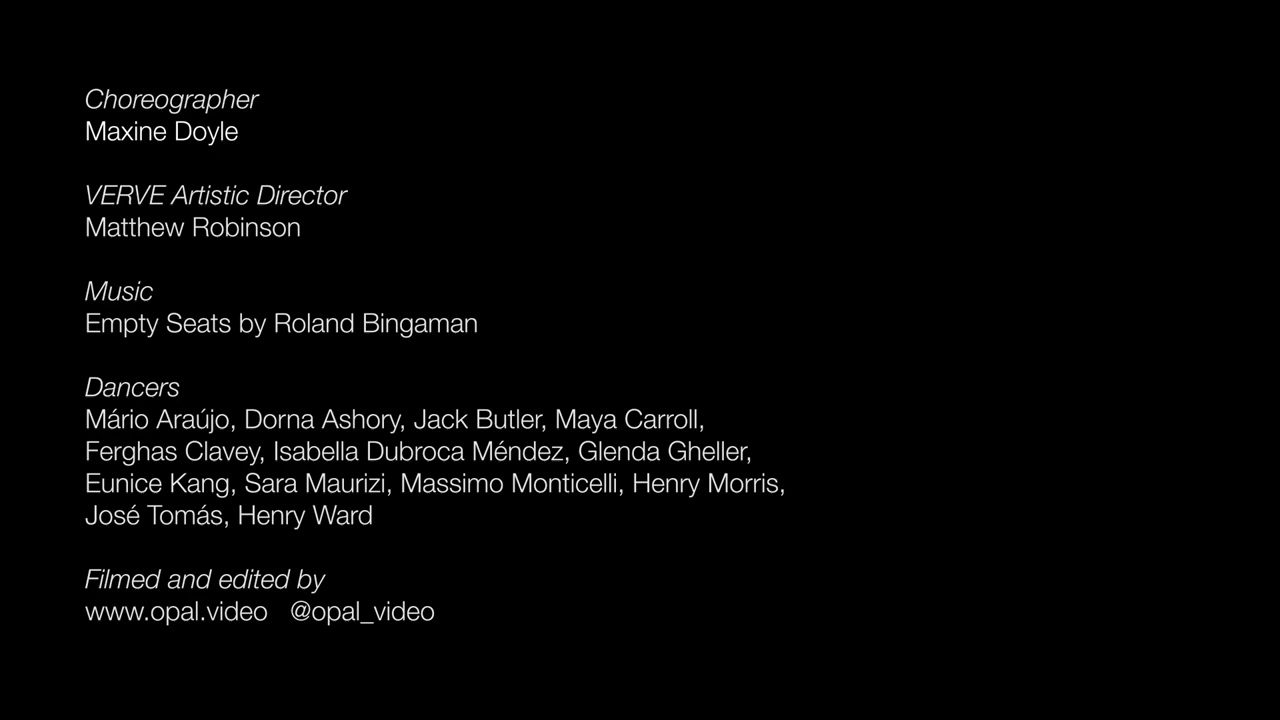 Choreographer
Maxine Doyle
VERVE Artistic Director
Matthew Robinson
Music
Empty Seats by Roland Bingaman
Dancers
Mário Araújo, Dorna Ashory, Jack Butler, Maya Carroll,
Ferghas Clavey, Isabella Dubroca Méndez, Glenda Gheller,
Eunice Kang, Sara Maurizi, Massimo Monticelli, Henry Morris,
José Tomás, Henry Ward
Filmed and edited by
www.opal.video @opal_video